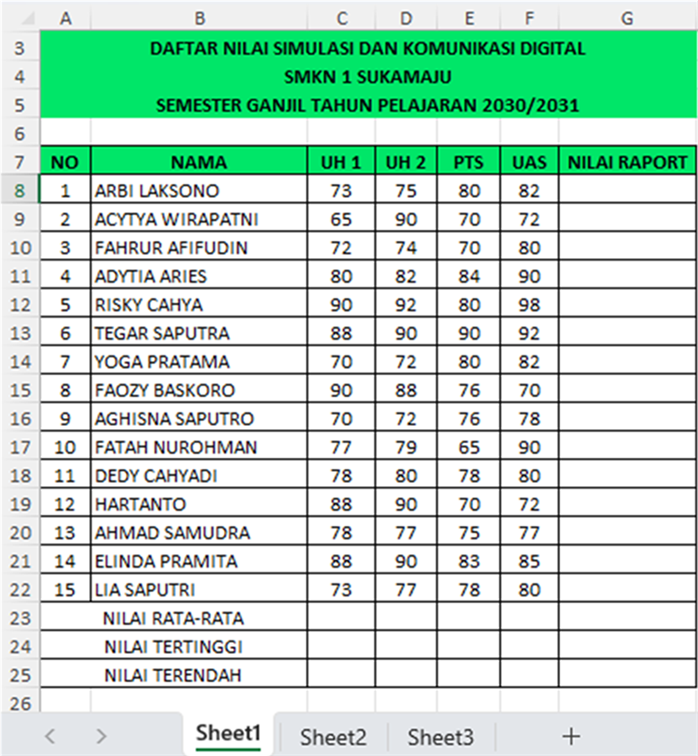 A B C D E F G
3 DAFTAR NILAI SIMULASI DAN KOMUNIKASI DIGITAL
4 SMKN 1 SUKAMAJU
5 SEMESTER GANJIL TAHUN PELAJARAN 2030/2031
6
7 NO NAMA UH 1 UH 2 PTS UAS NILAI RAPORT
8 1 ARBI LAKSONO 73 75 80 82
9 2 ACYTYA WIRAPATNI 65 90 70 72
10 3 FAHRUR AFIFUDIN 72 74 70 80
11 4 ADYTIA ARIES 80 82 84 90
12 5 RISKY CAHYA 90 92 80 98
13 6 TEGAR SAPUTRA 88 90 90 92
14 7 YOGA PRATAMA 70 72 80 82
15 8 FAOZY BASKORO 90 88 76 70
16 9 AGHISNA SAPUTRO 70 72 76 78
17 10 FATAH NUROHMAN 77 79 65 90
18 11 DEDY CAHYADI 78 80 78 80
19 12 HARTANTO 88 90 70 72
20 13 AHMAD SAMUDRA 78 77 75 77
21 14 ELINDA PRAMITA 88 90 83 85
22 15 LIA SAPUTRI 73 77 78 80
23 NILAI RATA-RATA
24 NILAI TERTINGGI
25 NILAI TERENDAH
26
Sheet1 Sheet2 Sheet3